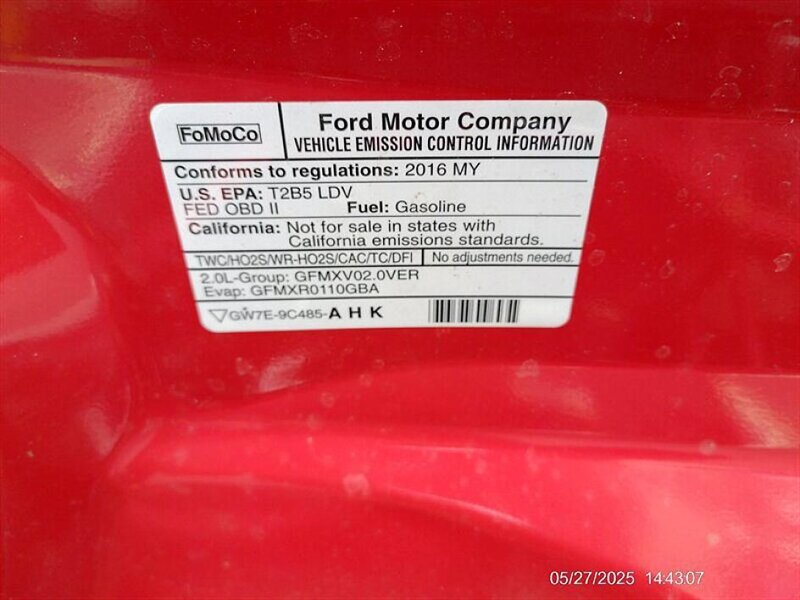 FoMoCo
Ford Motor Company
VEHICLE EMISSION CONTROL INFORMATION
Conforms to regulations: 2016 MY
U.S. EPA: T2B5 LDV
FED OBD II Fuel: Gasoline
California: Not for sale in states with
California emissions standards.
TWC/HO2S/WR-HO2S/CAC/TC/DFI No adjustments needed.
2.0L-Group: GFMXV02.0VER
Evap: GFMXR0110GBA
GW7E-9C485-A H K
05/27/2025 14:43:07